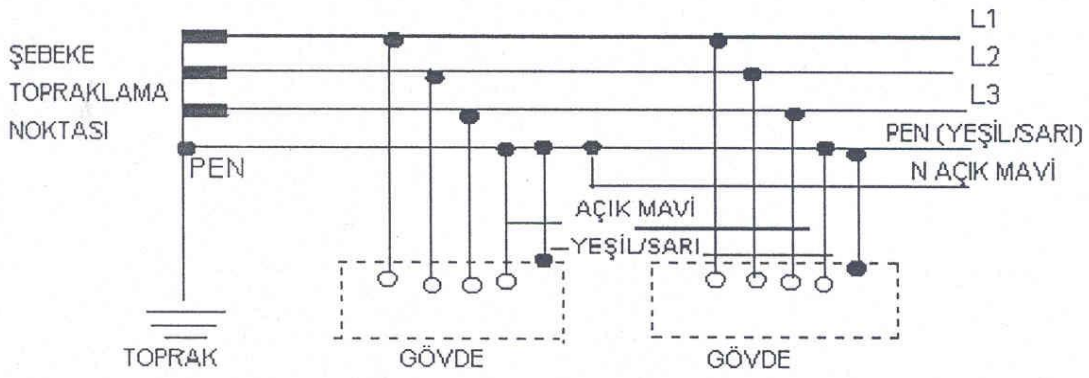 L1
ŞEBEKE
TOPRAKLAMA
NOKTASI
L2
L3
PEN
PEN (YEŞİL/SARI)
N AÇIK MAVİ
AÇIK MAVİ
YEŞİL/SARI
TOPRAK
GÖVDE
GÖVDE